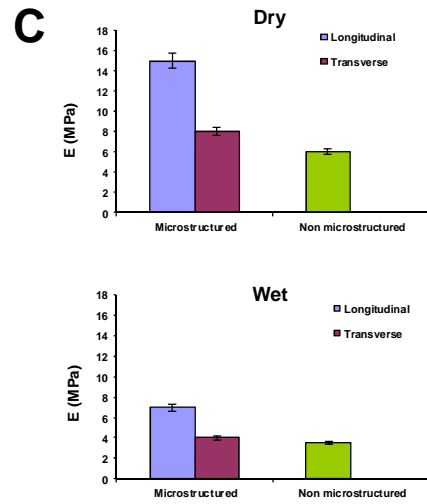 C
Dry
18
16
14
12
10
8
6
4
2
0
E (MPa)
Longitudinal
Transverse
Microstructured
Non microstructured
Wet
18
16
14
12
10
8
6
4
2
0
E (MPa)
Longitudinal
Transverse
Microstructured
Non microstructured